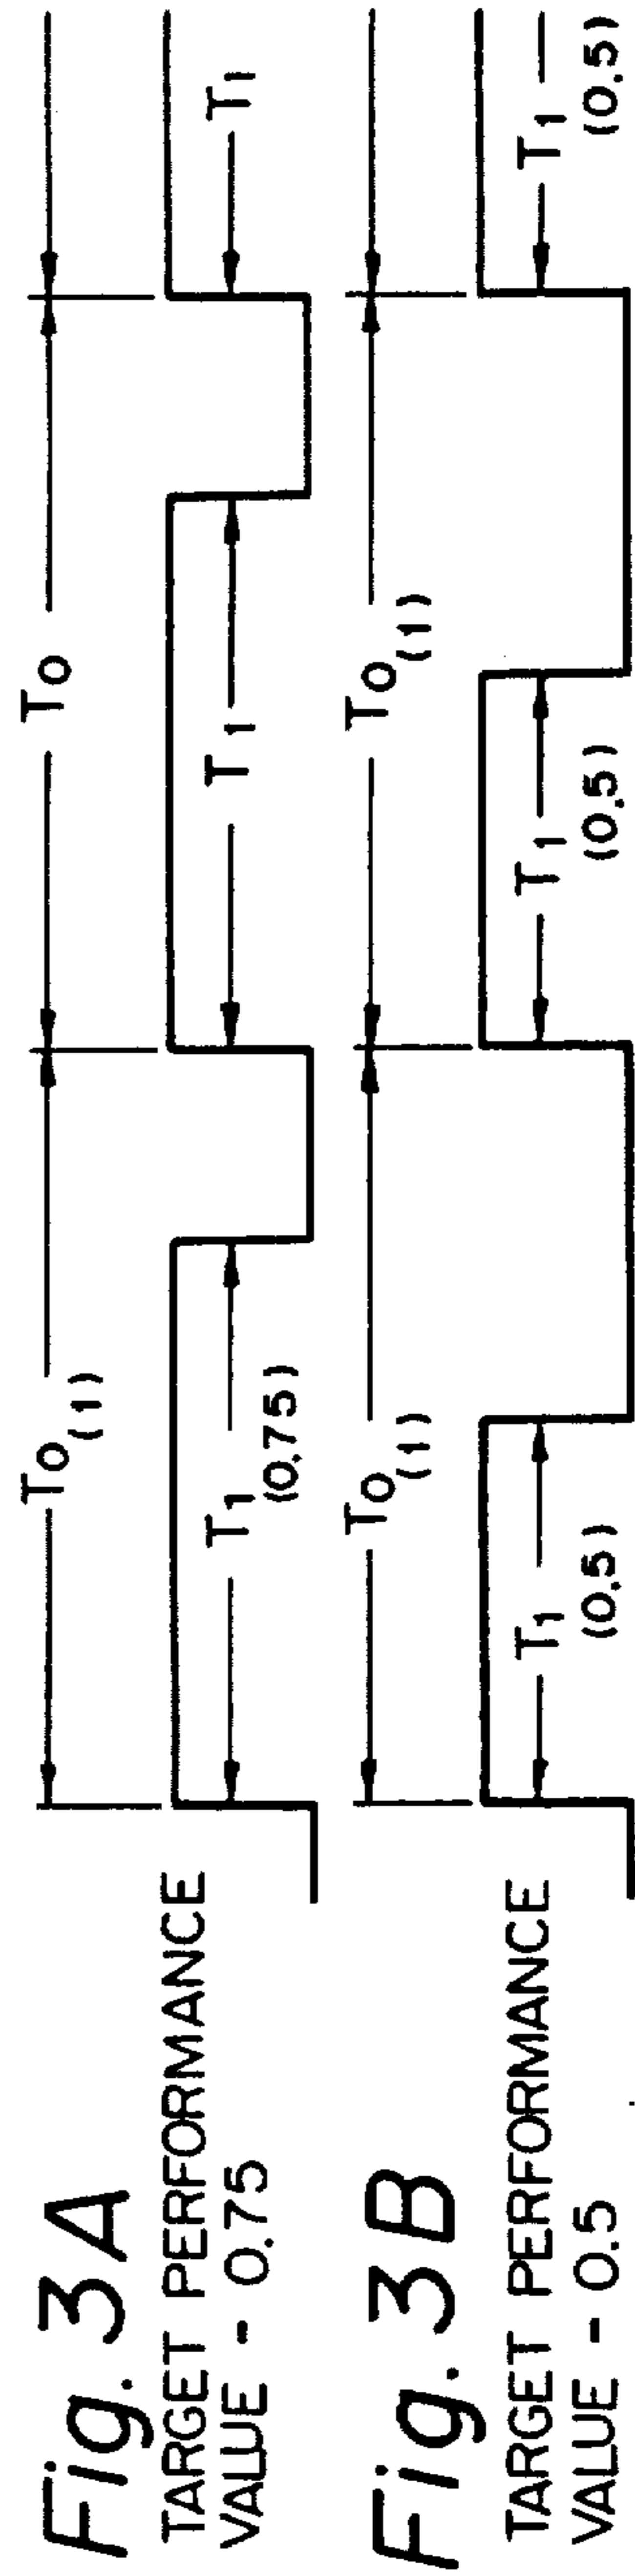 Fig. 3A
TARGET PERFORMANCE
VALUE - 0.75
TO(1)
TO
T1
(0.75)
T1
T1
Fig. 3B
TARGET PERFORMANCE
VALUE - 0.5
TO(1)
TO(1)
T1
(0.5)
T1
(0.5)
T1
(0.5)